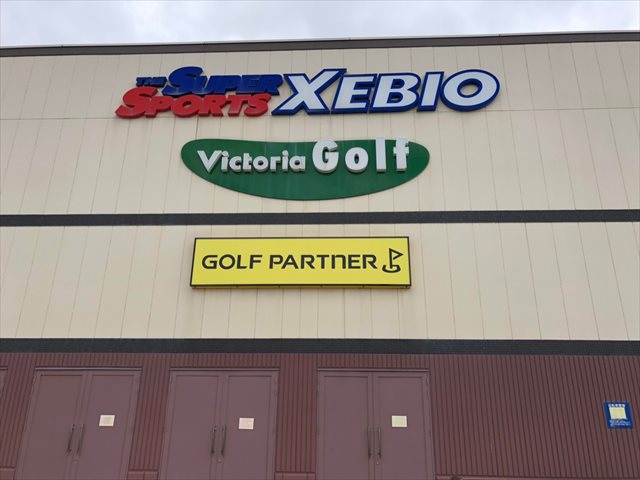 THE SUPER
SPORTS XEBIO
Victoria Golf
GOLF PARTNER